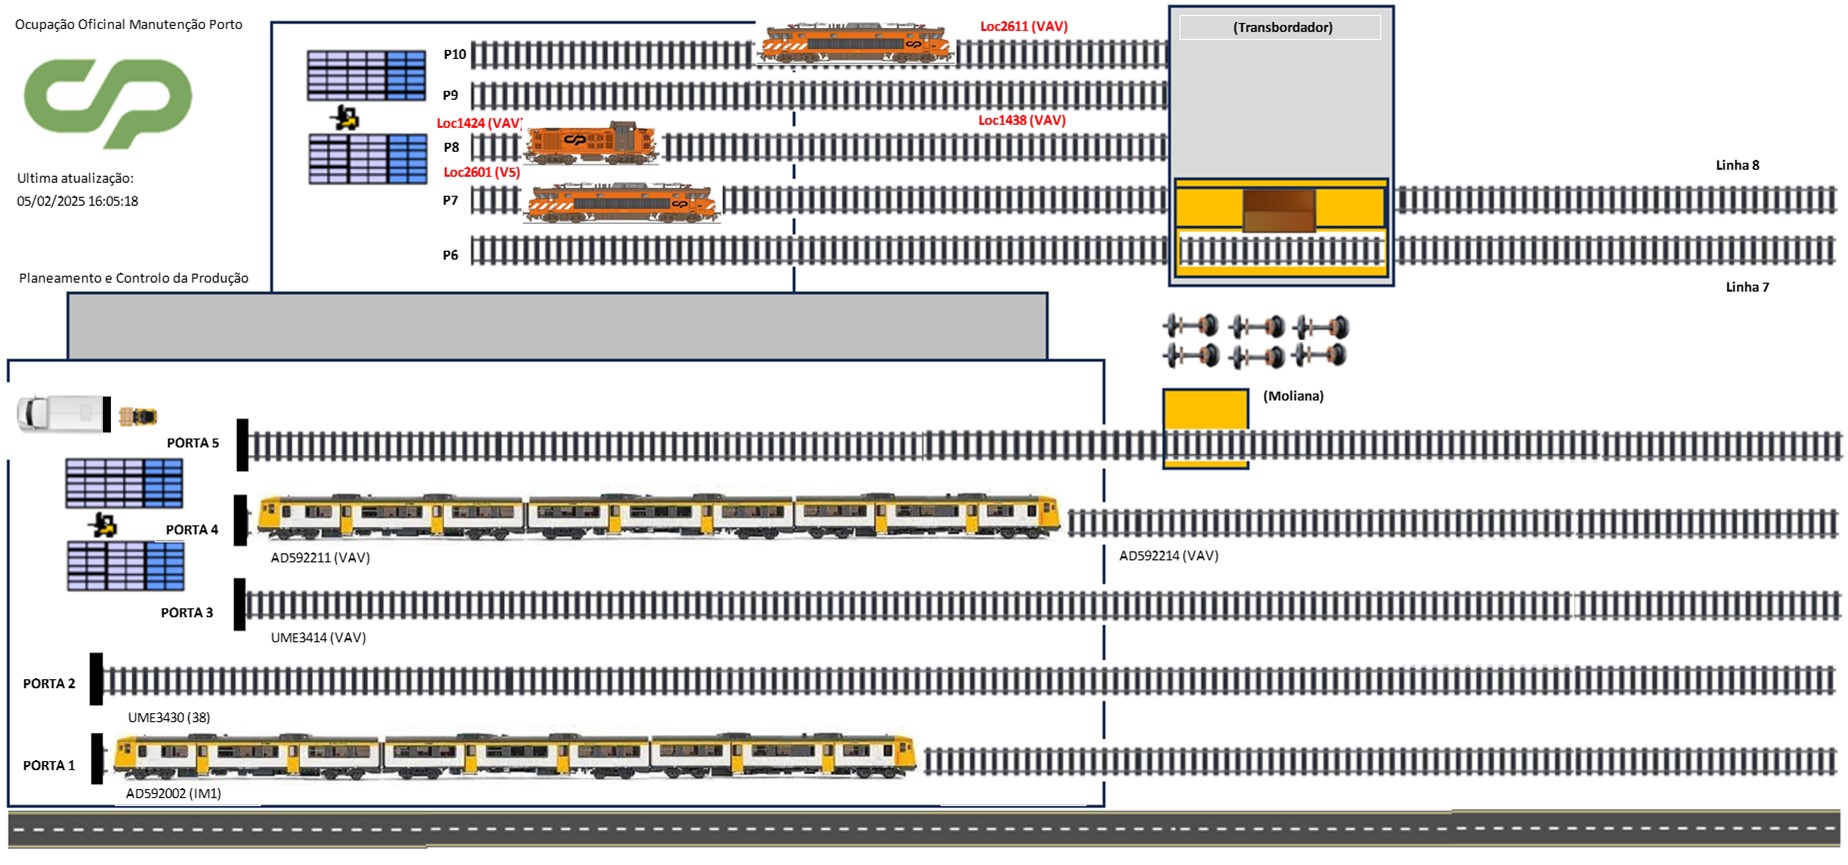 Ocupação Oficinal Manutenção Porto
Ultima atualização:
05/02/2025 16:05:18
Planeamento e Controlo da Produção
Loc2611 (VAV)
(Transbordador)
P10
P9
Loc1424 (VAV)
Loc1438 (VAV)
P8
Loc2601 (V5)
P7
Linha 8
P6
Linha 7
(Moliana)
PORTA 5
PORTA 4
AD592211 (VAV)
AD592214 (VAV)
PORTA 3
UME3414 (VAV)
PORTA 2
UME3430 (38)
PORTA 1
AD592002 (IM1)